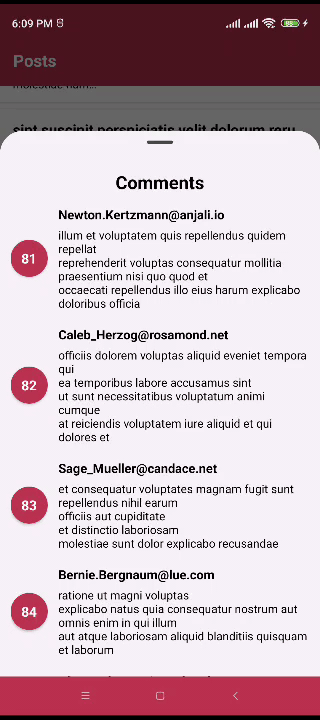 6:09 PM
Posts
sint suscipit perspiciatis velit dolorum reru
Comments
Newton.Kertzmann@anjali.io
81
illum et voluptatem quis repellendus quidem
repellat
reprehenderit voluptas consequatur mollitia
praesentium nisi quo quod et
occaecati repellendus illo eius harum explicabo
doloribus officia
Caleb_Herzog@rosamond.net
82
officiis dolorem voluptas aliquid eveniet tempora
qui
ea temporibus labore accusamus sint
ut sunt necessitatibus voluptatum animi
cumque
at reiciendis voluptatem iure aliquid et qui
dolores et
Sage_Mueller@candace.net
83
et consequatur voluptates magnam fugit sunt
repellendus nihil earum
officiis aut cupiditate
et distinctio laboriosam
molestiae sunt dolor explicabo recusandae
Bernie.Bergnaum@lue.com
84
ratione ut magni voluptas
explicabo natus quia consequatur nostrum aut
omnis enim in qui illum
aut atque laboriosam aliquid blanditiis quisquam
et laborum